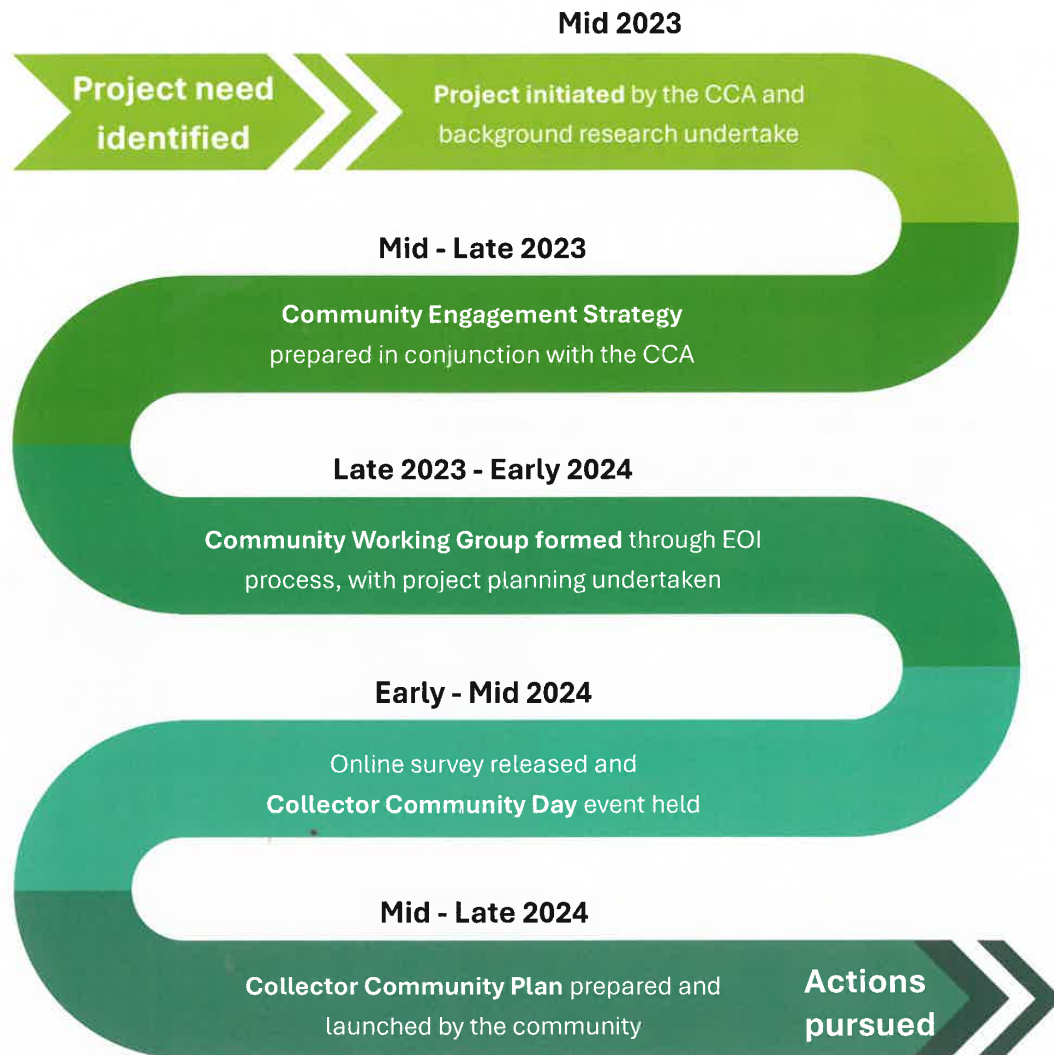 Mid 2023
Project need
identified
Project initiated by the CCA and
background research undertake
Mid - Late 2023
Community Engagement Strategy
prepared in conjunction with the CCA
Late 2023 - Early 2024
Community Working Group formed through EOI
process, with project planning undertaken
Early - Mid 2024
Online survey released and
Collector Community Day event held
Mid - Late 2024
Collector Community Plan prepared and
launched by the community
Actions
pursued